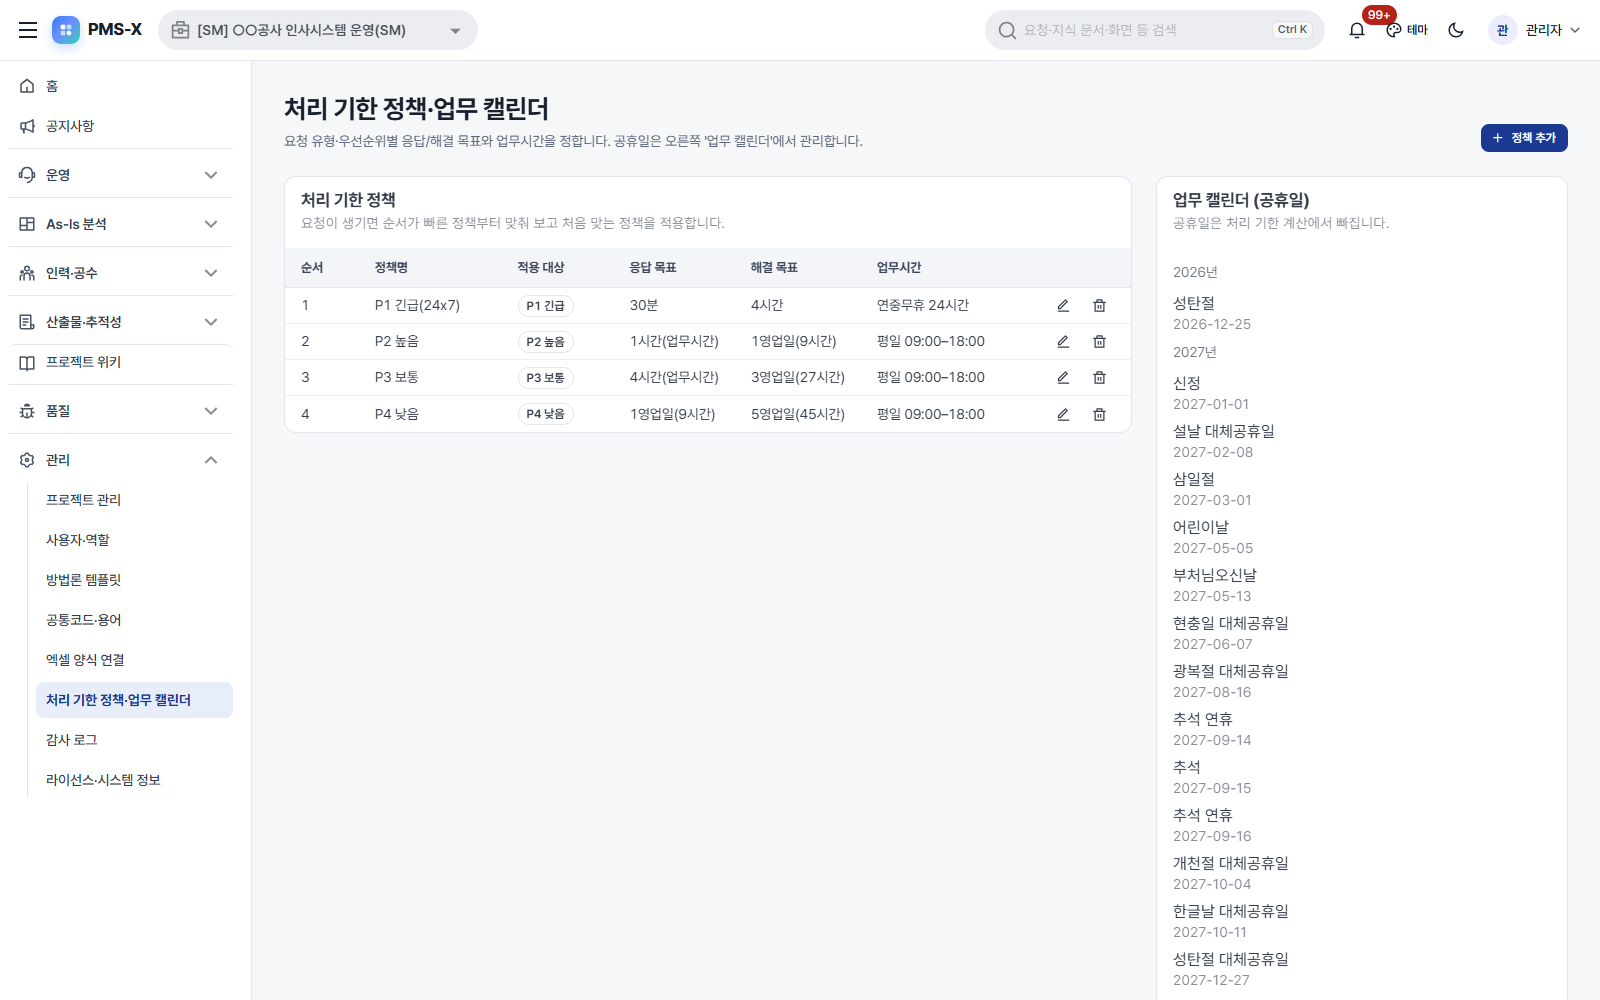 PMS-X
[SM] ○○공사 인사시스템 운영(SM)
요청·지식 문서·화면 등 검색
Ctrl K
99+
테마
관
관리자
홈
공지사항
운영
As-Is 분석
인력·공수
산출물·추적성
프로젝트 위키
품질
관리
프로젝트 관리
사용자·역할
방법론 템플릿
공통코드·용어
엑셀 양식 연결
처리 기한 정책·업무 캘린더
감사 로그
라이선스·시스템 정보
처리 기한 정책·업무 캘린더
요청 유형·우선순위별 응답/해결 목표와 업무시간을 정합니다. 공휴일은 오른쪽 '업무 캘린더'에서 관리합니다.
+ 정책 추가
처리 기한 정책
요청이 생기면 순서가 빠른 정책부터 맞춰 보고 처음 맞는 정책을 적용합니다.
순서 정책명 적용 대상 응답 목표 해결 목표 업무시간
1 P1 긴급(24x7) P1 긴급 30분 4시간 연중무휴 24시간
2 P2 높음 P2 높음 1시간(업무시간) 1영업일(9시간) 평일 09:00–18:00
3 P3 보통 P3 보통 4시간(업무시간) 3영업일(27시간) 평일 09:00–18:00
4 P4 낮음 P4 낮음 1영업일(9시간) 5영업일(45시간) 평일 09:00–18:00
업무 캘린더 (공휴일)
공휴일은 처리 기한 계산에서 빠집니다.
2026년
성탄절
2026-12-25
2027년
신정
2027-01-01
설날 대체공휴일
2027-02-08
삼일절
2027-03-01
어린이날
2027-05-05
부처님오신날
2027-05-13
현충일 대체공휴일
2027-06-07
광복절 대체공휴일
2027-08-16
추석 연휴
2027-09-14
추석
2027-09-15
추석 연휴
2027-09-16
개천절 대체공휴일
2027-10-04
한글날 대체공휴일
2027-10-11
성탄절 대체공휴일
2027-12-27